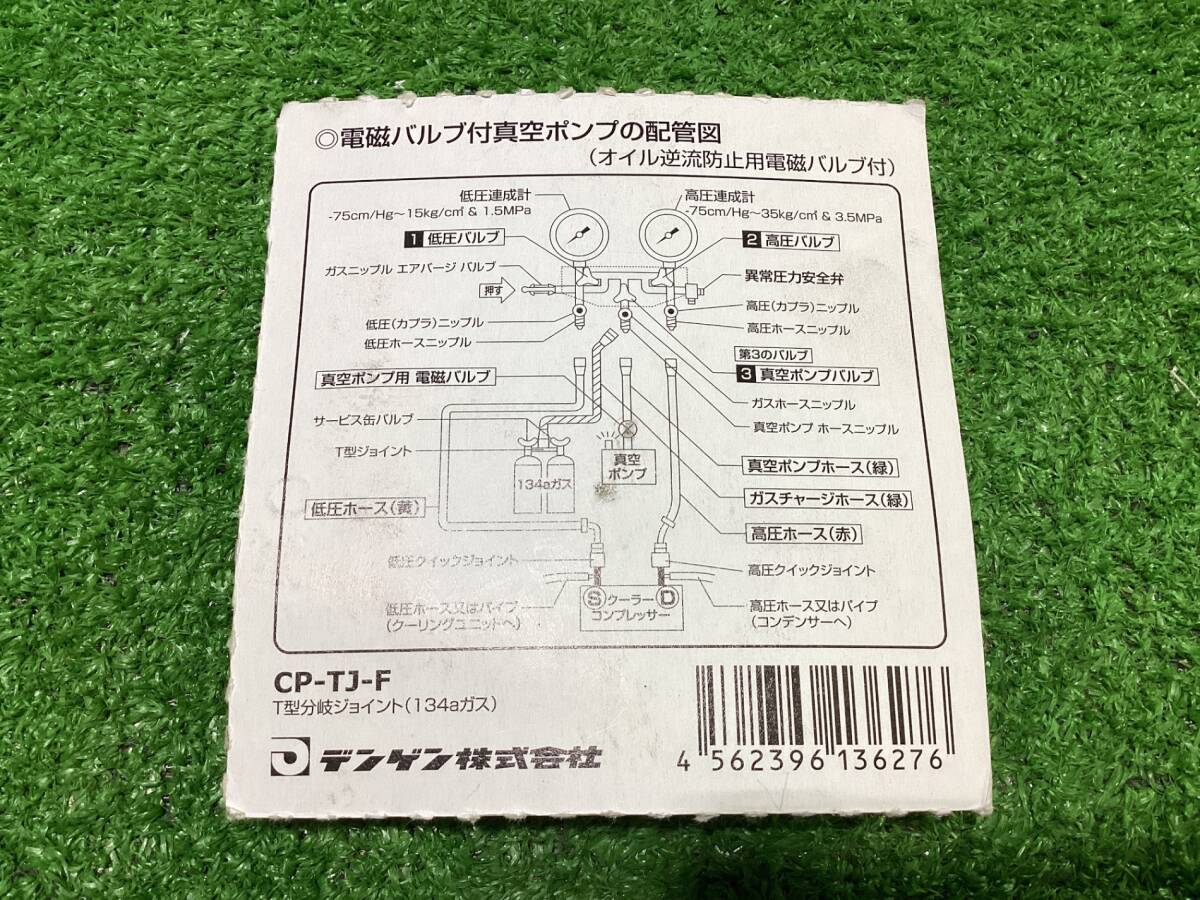 ◎電磁バルブ付真空ポンプの配管図
(オイル逆流防止用電磁バルブ付)
低圧連成計
-75cm/Hg～15kg/c㎡ & 1.5MPa
高圧連成計
-75cm/Hg～35kg/c㎡ & 3.5MPa
1 低圧バルブ
2 高圧バルブ
ガスニップル エアパージ バルブ
押す
異常圧力安全弁
低圧(カプラ)ニップル
高圧(カプラ)ニップル
低圧ホースニップル
高圧ホースニップル
第3のバルブ
真空ポンプ用 電磁バルブ
3 真空ポンプバルブ
サービス缶バルブ
ガスホースニップル
真空ポンプ ホースニップル
T型ジョイント
真空
ポンプ
134aガス
真空ポンプホース(緑)
低圧ホース(黄)
ガスチャージホース(緑)
高圧ホース(赤)
低圧クイックジョイント
高圧クイックジョイント
低圧ホース又はパイプ
(クーリングユニットへ)
S クーラー D
コンプレッサー
高圧ホース又はパイプ
(コンデンサーへ)
CP-TJ-F
T型分岐ジョイント(134aガス)
デンゲン株式会社
4 562396 136276